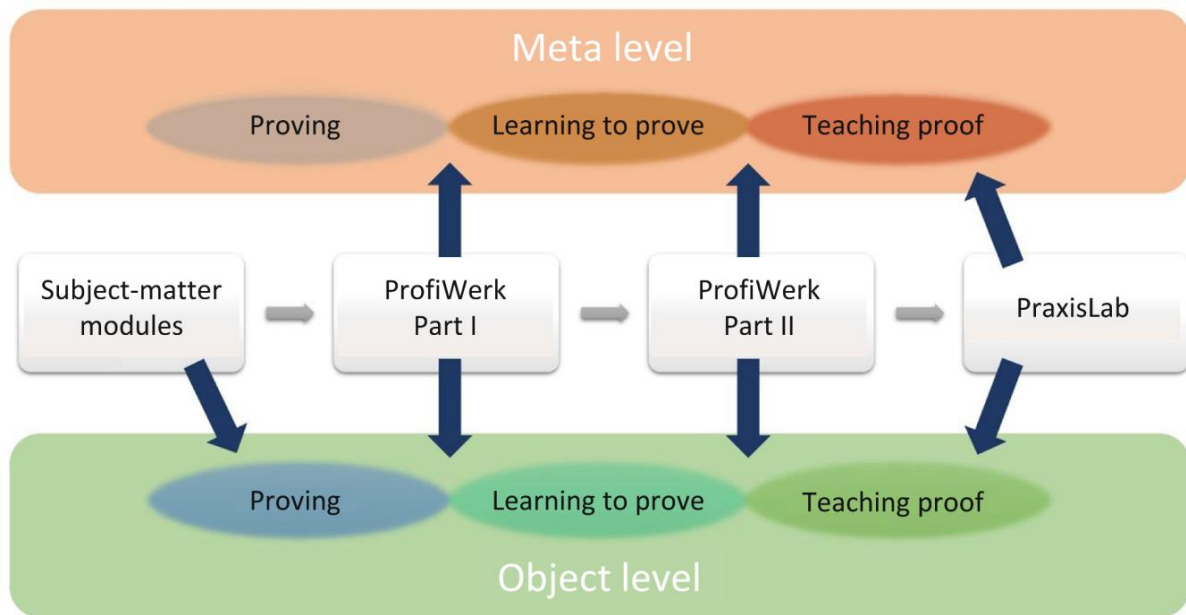 Meta level
Proving
Learning to prove
Teaching proof
Subject-matter
modules
ProfiWerk
Part I
ProfiWerk
Part II
PraxisLab
Proving
Learning to prove
Teaching proof
Object level